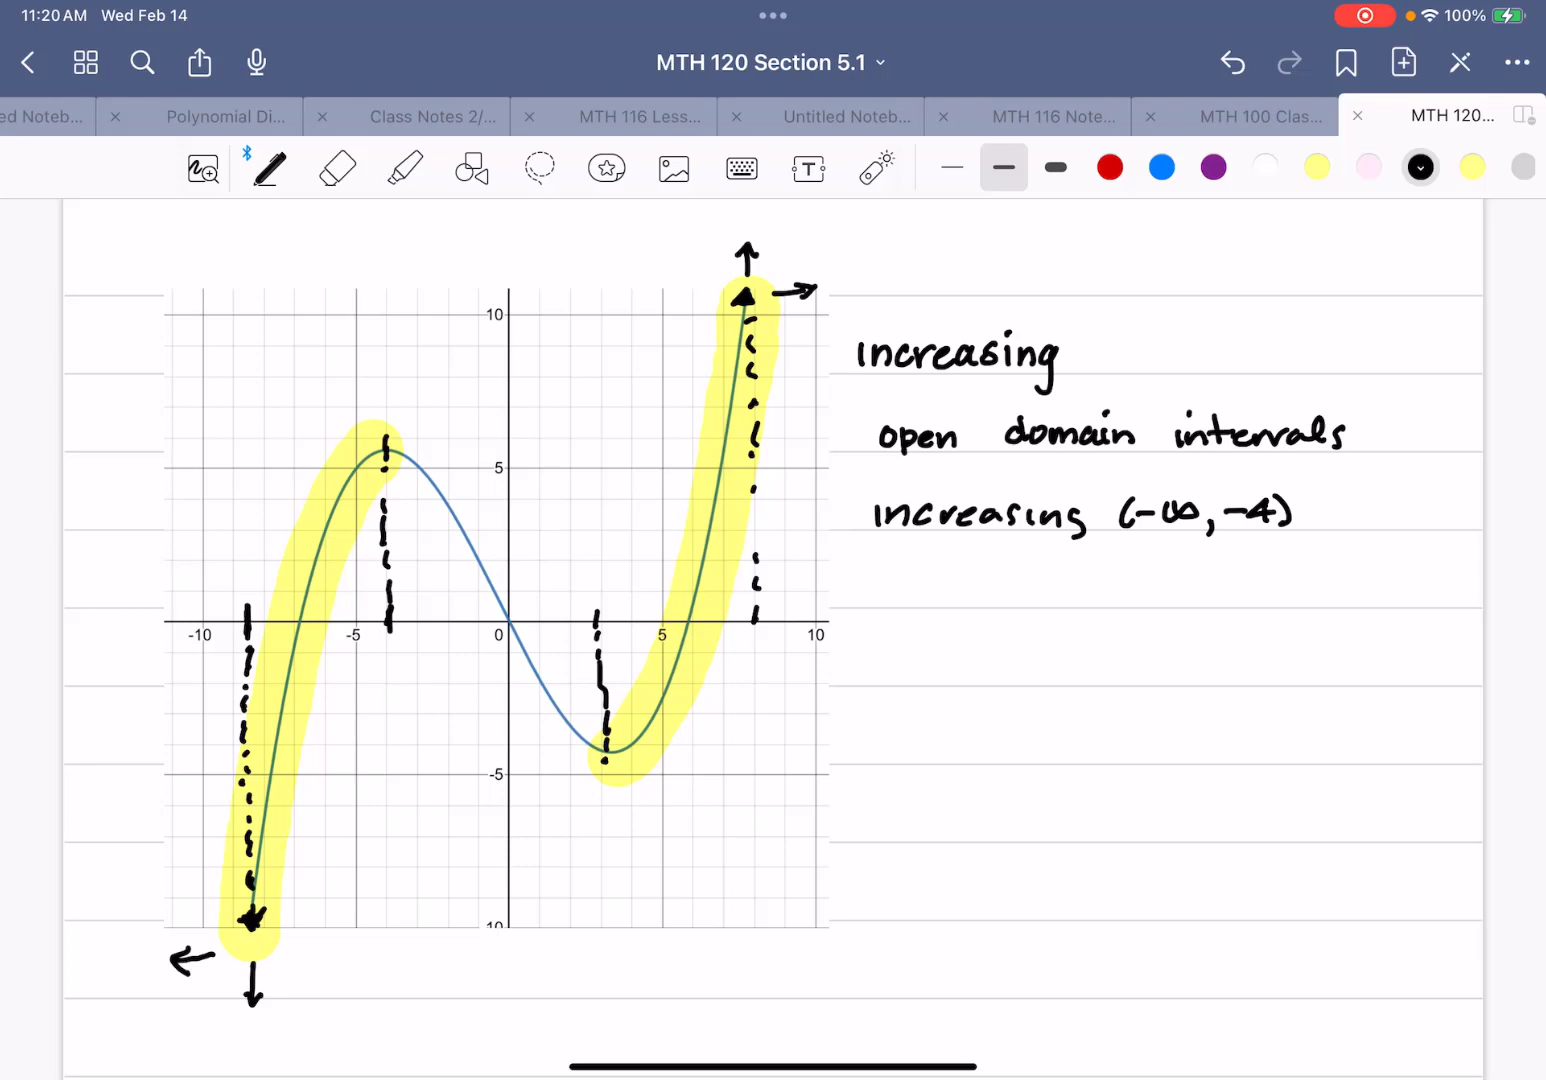 11:20 AM Wed Feb 14
100%
MTH 120 Section 5.1
ed Noteb...
Polynomial Di...
Class Notes 2/...
MTH 116 Less...
Untitled Noteb...
MTH 116 Note...
MTH 100 Clas...
MTH 120...
T
10
5
-10
-5
0
5
10
-5
10
increasing
open domain intervals
increasing (-∞, -4)